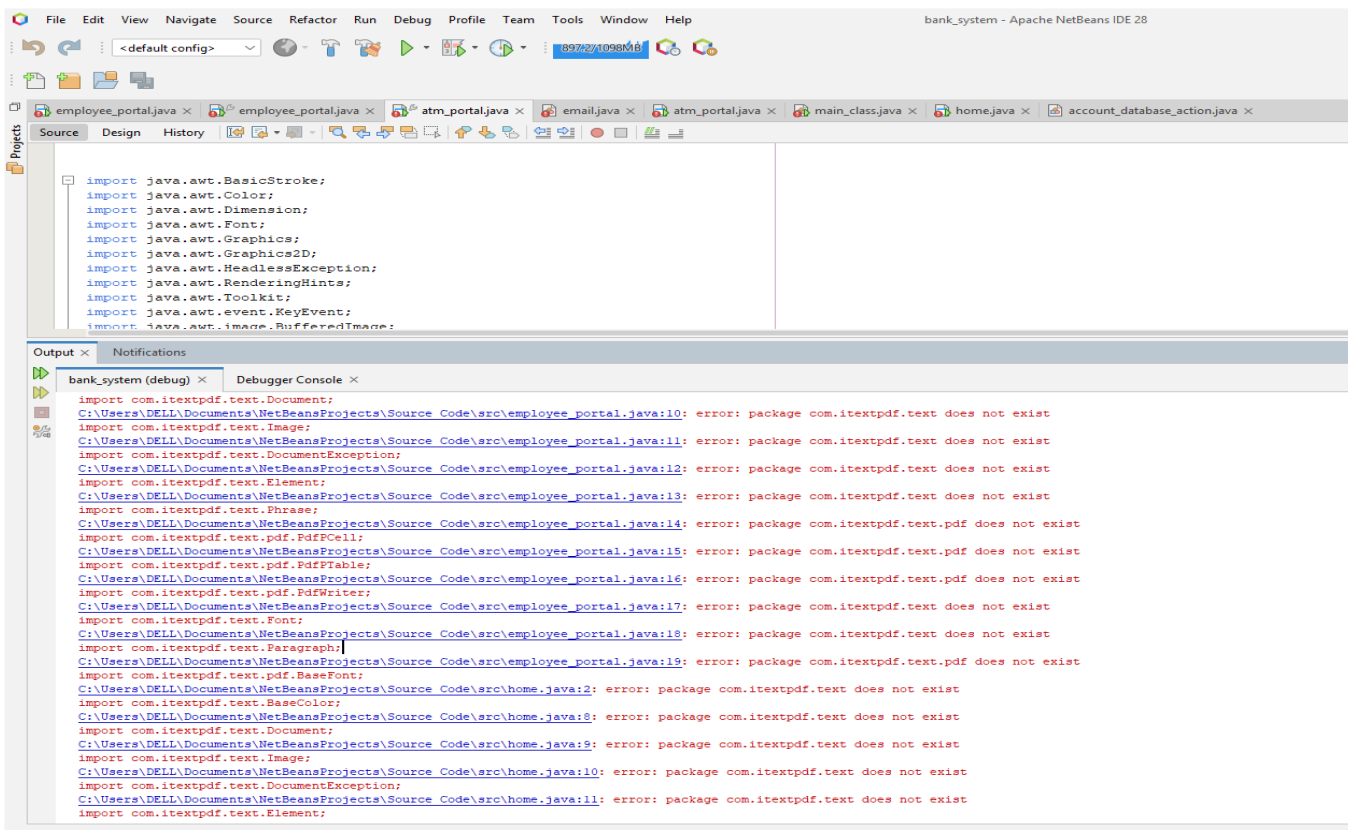 File Edit View Navigate Source Refactor Run Debug Profile Team Tools Window Help bank_system - Apache NetBeans IDE 28
<default config> 897.2/1098MB
employee_portal.java × employee_portal.java × atm_portal.java × email.java × atm_portal.java × main_class.java × home.java × account_database_action.java ×
Projects
Source Design History
import java.awt.BasicStroke;
import java.awt.Color;
import java.awt.Dimension;
import java.awt.Font;
import java.awt.Graphics;
import java.awt.Graphics2D;
import java.awt.HeadlessException;
import java.awt.RenderingHints;
import java.awt.Toolkit;
import java.awt.event.KeyEvent;
import java.awt.image.BufferedImage;
Output × Notifications
bank_system (debug) × Debugger Console ×
import com.itextpdf.text.Document;
C:\Users\DELL\Documents\NetBeansProjects\Source Code\src\employee_portal.java:10: error: package com.itextpdf.text does not exist
import com.itextpdf.text.Image;
C:\Users\DELL\Documents\NetBeansProjects\Source Code\src\employee_portal.java:11: error: package com.itextpdf.text does not exist
import com.itextpdf.text.DocumentException;
C:\Users\DELL\Documents\NetBeansProjects\Source Code\src\employee_portal.java:12: error: package com.itextpdf.text does not exist
import com.itextpdf.text.Element;
C:\Users\DELL\Documents\NetBeansProjects\Source Code\src\employee_portal.java:13: error: package com.itextpdf.text does not exist
import com.itextpdf.text.Phrase;
C:\Users\DELL\Documents\NetBeansProjects\Source Code\src\employee_portal.java:14: error: package com.itextpdf.text.pdf does not exist
import com.itextpdf.text.pdf.PdfPCell;
C:\Users\DELL\Documents\NetBeansProjects\Source Code\src\employee_portal.java:15: error: package com.itextpdf.text.pdf does not exist
import com.itextpdf.text.pdf.PdfPTable;
C:\Users\DELL\Documents\NetBeansProjects\Source Code\src\employee_portal.java:16: error: package com.itextpdf.text.pdf does not exist
import com.itextpdf.text.pdf.PdfWriter;
C:\Users\DELL\Documents\NetBeansProjects\Source Code\src\employee_portal.java:17: error: package com.itextpdf.text does not exist
import com.itextpdf.text.Font;
C:\Users\DELL\Documents\NetBeansProjects\Source Code\src\employee_portal.java:18: error: package com.itextpdf.text does not exist
import com.itextpdf.text.Paragraph;
C:\Users\DELL\Documents\NetBeansProjects\Source Code\src\employee_portal.java:19: error: package com.itextpdf.text.pdf does not exist
import com.itextpdf.text.pdf.BaseFont;
C:\Users\DELL\Documents\NetBeansProjects\Source Code\src\home.java:2: error: package com.itextpdf.text does not exist
import com.itextpdf.text.BaseColor;
C:\Users\DELL\Documents\NetBeansProjects\Source Code\src\home.java:8: error: package com.itextpdf.text does not exist
import com.itextpdf.text.Document;
C:\Users\DELL\Documents\NetBeansProjects\Source Code\src\home.java:9: error: package com.itextpdf.text does not exist
import com.itextpdf.text.Image;
C:\Users\DELL\Documents\NetBeansProjects\Source Code\src\home.java:10: error: package com.itextpdf.text does not exist
import com.itextpdf.text.DocumentException;
C:\Users\DELL\Documents\NetBeansProjects\Source Code\src\home.java:11: error: package com.itextpdf.text does not exist
import com.itextpdf.text.Element;